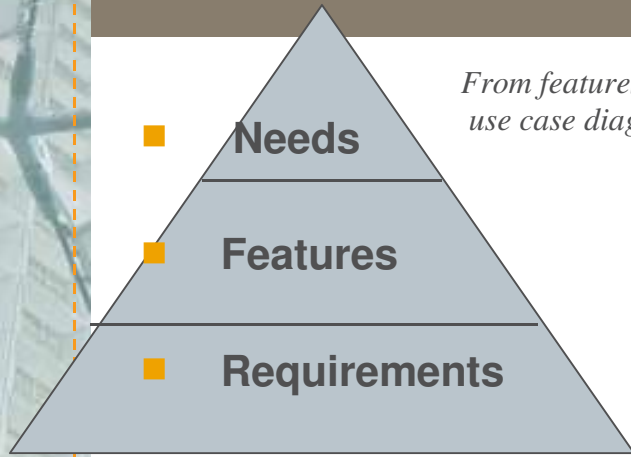 From feature
use case diag
Needs
Features
Requirements